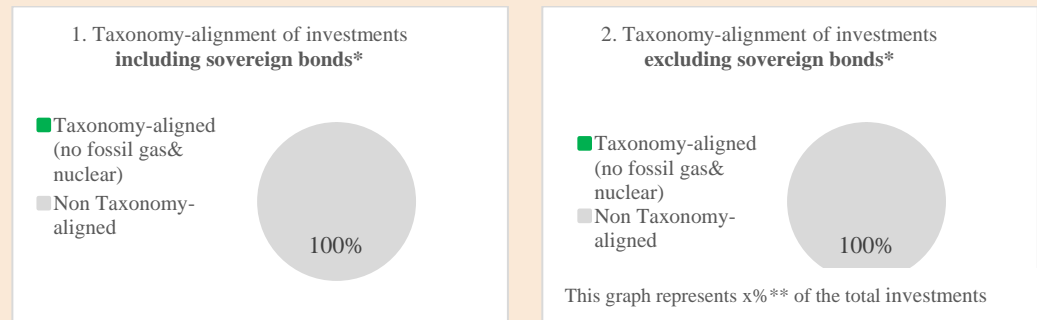 1. Taxonomy-alignment of investments
including sovereign bonds*
Taxonomy-aligned
(no fossil gas&
nuclear)
Non Taxonomy-
aligned
100%
2. Taxonomy-alignment of investments
excluding sovereign bonds*
Taxonomy-aligned
(no fossil gas&
nuclear)
Non Taxonomy-
aligned
100%
This graph represents x%** of the total investments